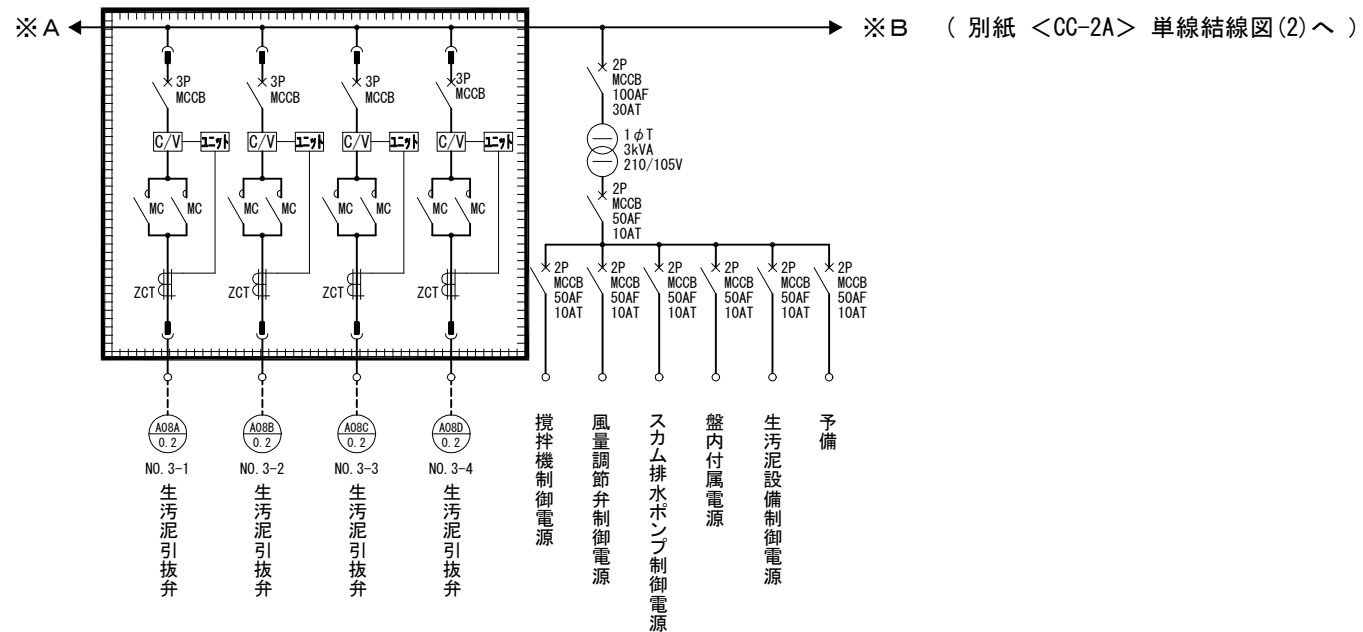 ※A
※B ( 別紙 <CC-2A> 単線結線図(2)へ )
3P
MCCB
3P
MCCB
3P
MCCB
3P
MCCB
2P
MCCB
100AF
30AT
C/V
ユニット
C/V
ユニット
C/V
ユニット
C/V
ユニット
1φT
3kVA
210/105V
2P
MCCB
50AF
10AT
MC
MC
MC
MC
MC
MC
MC
MC
ZCT
ZCT
ZCT
ZCT
2P
MCCB
50AF
10AT
2P
MCCB
50AF
10AT
2P
MCCB
50AF
10AT
2P
MCCB
50AF
10AT
2P
MCCB
50AF
10AT
2P
MCCB
50AF
10AT
A08A
0.2
NO.3-1
生汚泥引抜弁
A08B
0.2
NO.3-2
生汚泥引抜弁
A08C
0.2
NO.3-3
生汚泥引抜弁
A08D
0.2
NO.3-4
生汚泥引抜弁
撹拌機制御電源
風量調節弁制御電源
スカム排水ポンプ制御電源
盤内付属電源
生汚泥設備制御電源
予備